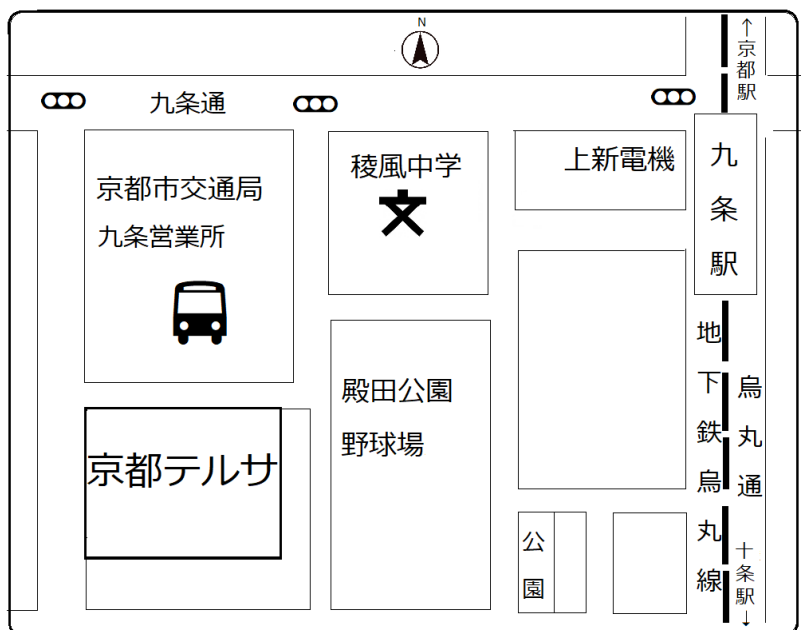 N
↑京都駅
九条通
京都市交通局
九条営業所
稜風中学
文
上新電機
九条駅
殿田公園
野球場
京都テルサ
公園
地下鉄烏丸線
烏丸通
十条駅↓